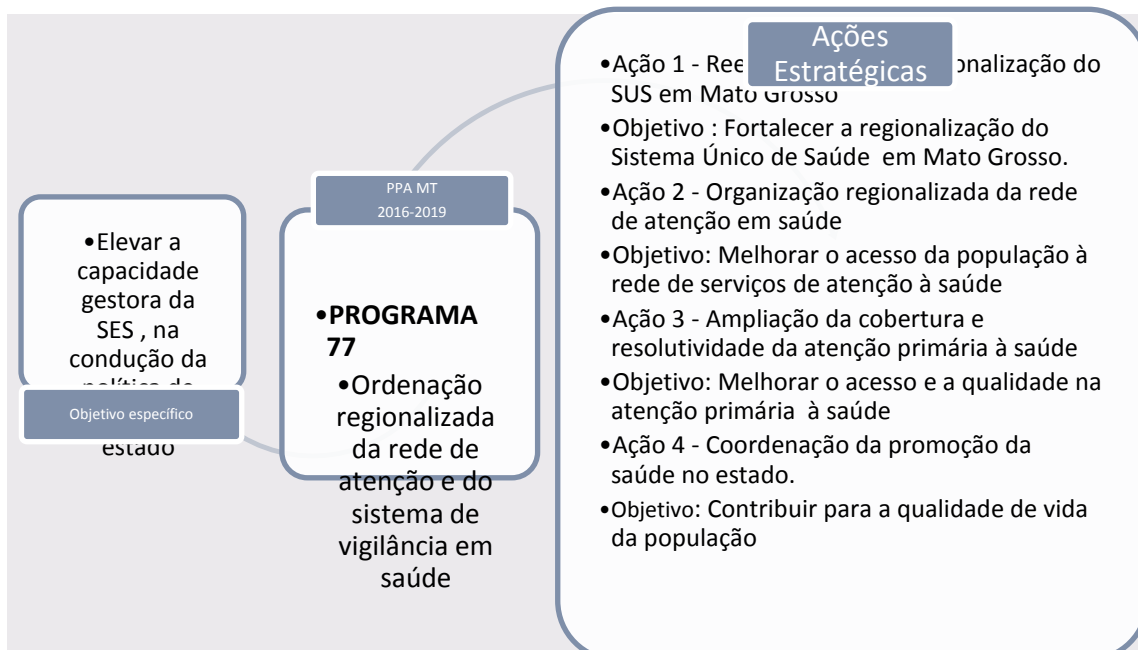 •Elevar a
capacidade
gestora da
SES , na
condução da
política de
Objetivo específico
estado
PPA MT
2016-2019
•PROGRAMA
77
•Ordenação
regionalizada
da rede de
atenção e do
sistema de
vigilância em
saúde
Ações
Estratégicas
•Ação 1 - Ree onalização do
SUS em Mato Grosso
•Objetivo : Fortalecer a regionalização do
Sistema Único de Saúde em Mato Grosso.
•Ação 2 - Organização regionalizada da rede
de atenção em saúde
•Objetivo: Melhorar o acesso da população à
rede de serviços de atenção à saúde
•Ação 3 - Ampliação da cobertura e
resolutividade da atenção primária à saúde
•Objetivo: Melhorar o acesso e a qualidade na
atenção primária à saúde
•Ação 4 - Coordenação da promoção da
saúde no estado.
•Objetivo: Contribuir para a qualidade de vida
da população